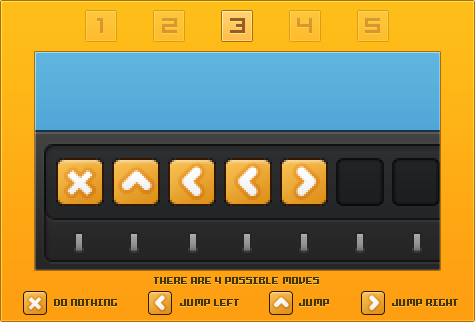 1 2 3 4 5
THERE ARE 4 POSSIBLE MOVES
DO NOTHING JUMP LEFT JUMP JUMP RIGHT